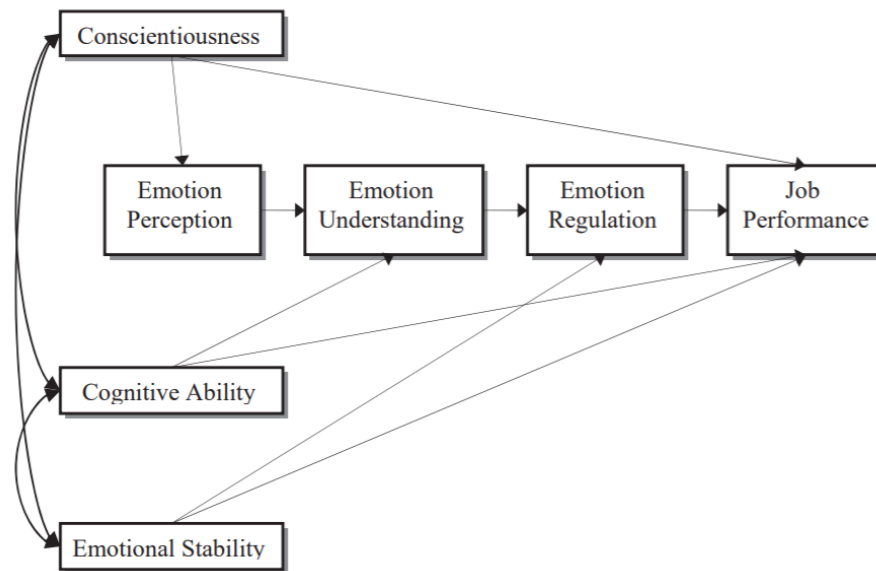 Conscientiousness
Emotion
Perception
Emotion
Understanding
Emotion
Regulation
Job
Performance
Cognitive Ability
Emotional Stability